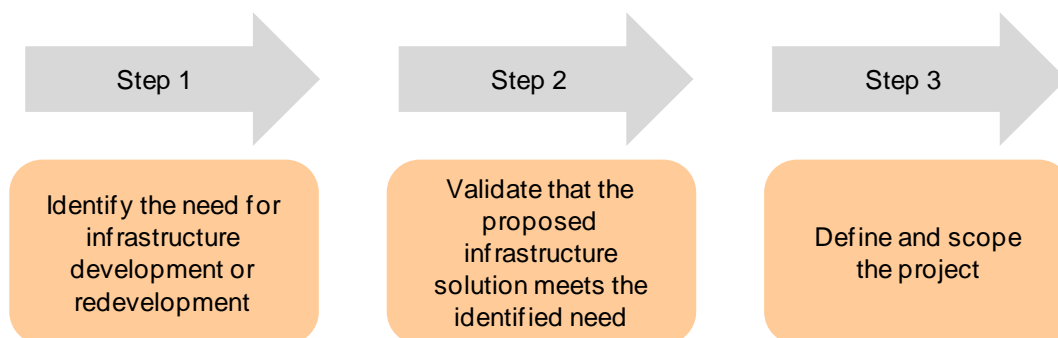 Step 1
Step 2
Step 3
Identify the need for
infrastructure
development or
redevelopment
Validate that the
proposed
infrastructure
solution meets the
identified need
Define and scope
the project